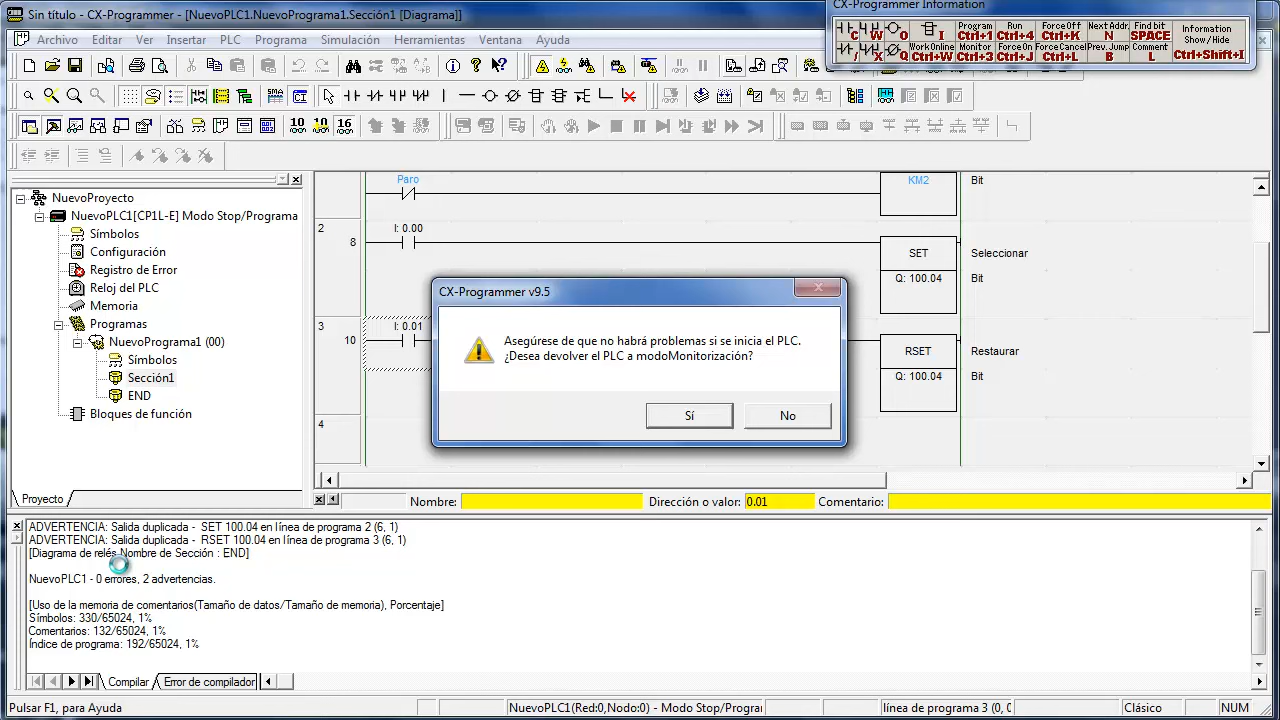 Sin título - CX-Programmer - [NuevoPLC1.NuevoPrograma1.Sección1 [Diagrama]]
CX-Programmer Information
Archivo Editar Ver Insertar PLC Programa Simulación Herramientas Ventana Ayuda
C W O I Program Ctrl+1 Run Ctrl+4 Force Off Ctrl+K Next Addr. N Find bit SPACE
/ X Q Work Online Ctrl+W Monitor Ctrl+3 Force On Ctrl+J Force Cancel Ctrl+L Prev. Jump B Comment L
Information Show/Hide Ctrl+Shift+I
10 10 16
NuevoProyecto
NuevoPLC1[CP1L-E] Modo Stop/Programa
Símbolos
Configuración
Registro de Error
Reloj del PLC
Memoria
Programas
NuevoPrograma1 (00)
Símbolos
Sección1
END
Bloques de función
Proyecto
Paro
KM2
Bit
2
8
I: 0.00
SET
Seleccionar
Q: 100.04
Bit
3
10
I: 0.01
RSET
Restaurar
Q: 100.04
Bit
4
CX-Programmer v9.5
Asegúrese de que no habrá problemas si se inicia el PLC.
¿Desea devolver el PLC a modoMonitorización?
Sí
No
Nombre:
Dirección o valor: 0.01
Comentario:
ADVERTENCIA: Salida duplicada - SET 100.04 en línea de programa 2 (6, 1)
ADVERTENCIA: Salida duplicada - RSET 100.04 en línea de programa 3 (6, 1)
[Diagrama de relés Nombre de Sección : END]
NuevoPLC1 - 0 errores, 2 advertencias.
[Uso de la memoria de comentarios(Tamaño de datos/Tamaño de memoria), Porcentaje]
Símbolos: 330/65024, 1%
Comentarios: 132/65024, 1%
Índice de programa: 192/65024, 1%
Compilar
Error de compilador
Pulsar F1, para Ayuda
NuevoPLC1(Red:0,Nodo:0) - Modo Stop/Progra
línea de programa 3 (0, 0
Clásico
NUM